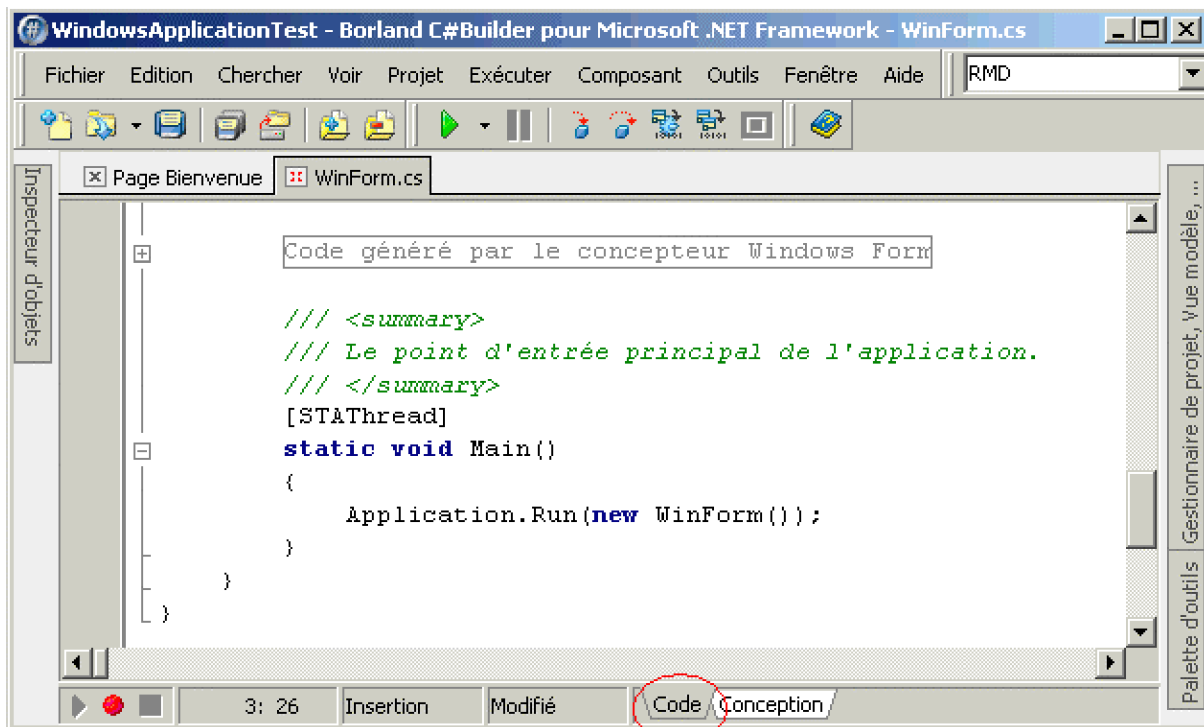 WindowsApplicationTest - Borland C#Builder pour Microsoft .NET Framework - WinForm.cs
Fichier Edition Chercher Voir Projet Exécuter Composant Outils Fenêtre Aide RMD
Page Bienvenue WinForm.cs
Inspecteur d'objets
Code généré par le concepteur Windows Form
/// <summary>
/// Le point d'entrée principal de l'application.
/// </summary>
[STAThread]
static void Main()
{
Application.Run(new WinForm());
}
}
}
Gestionnaire de projet, Vue modèle, ...
Palette d'outils
3: 26 Insertion Modifié Code Conception